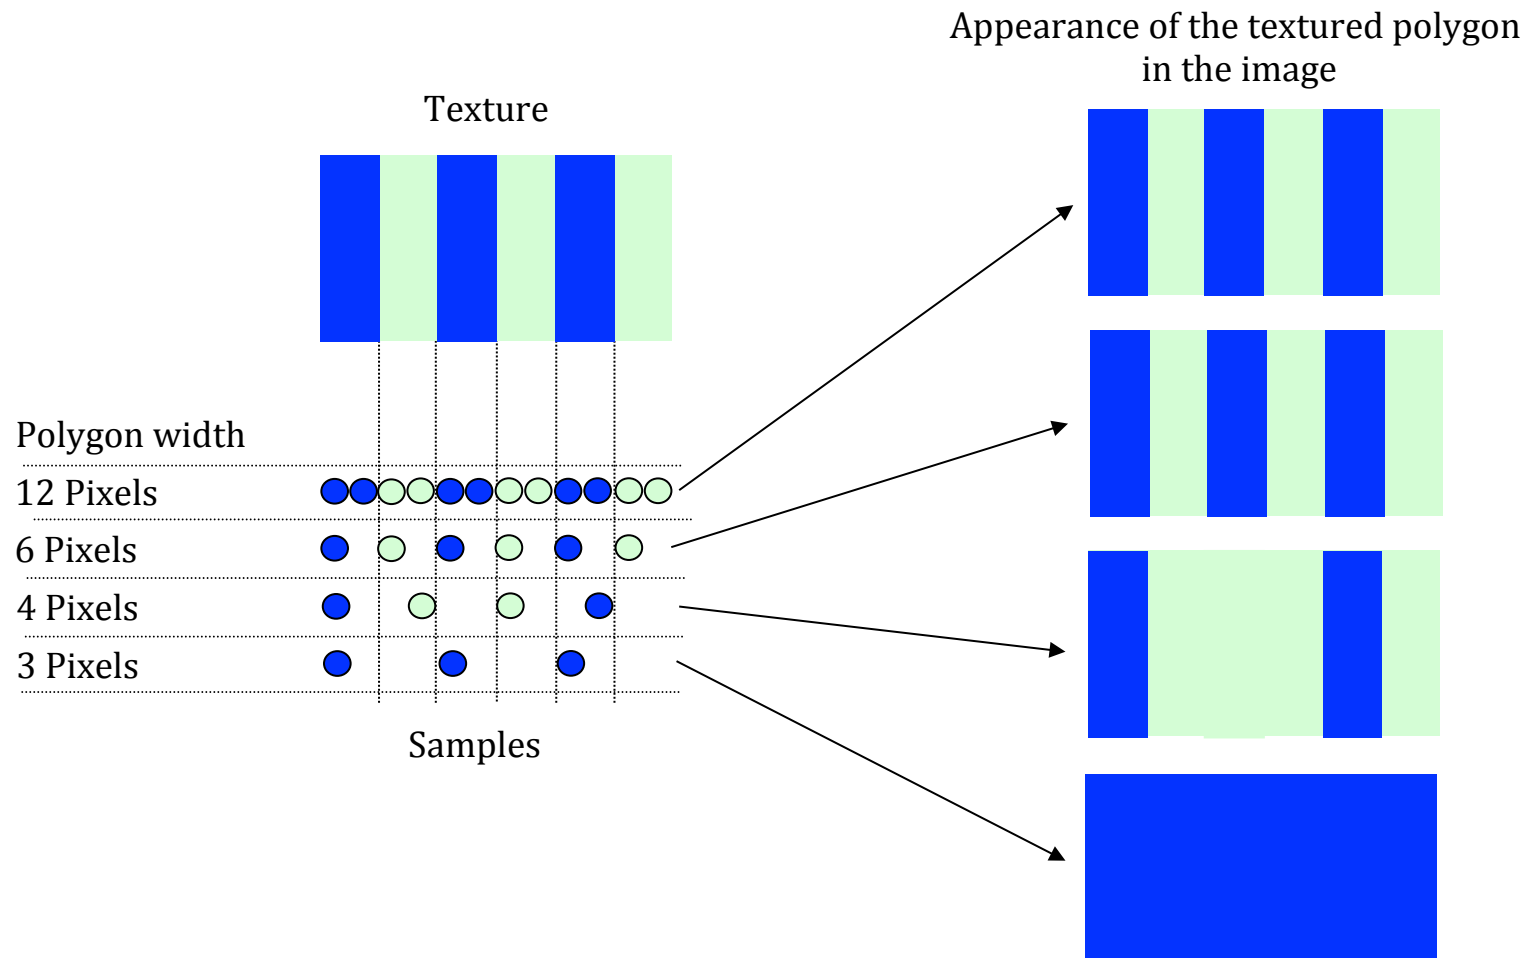 Appearance of the textured polygon
in the image
Texture
Polygon width
12 Pixels
6 Pixels
4 Pixels
3 Pixels
Samples